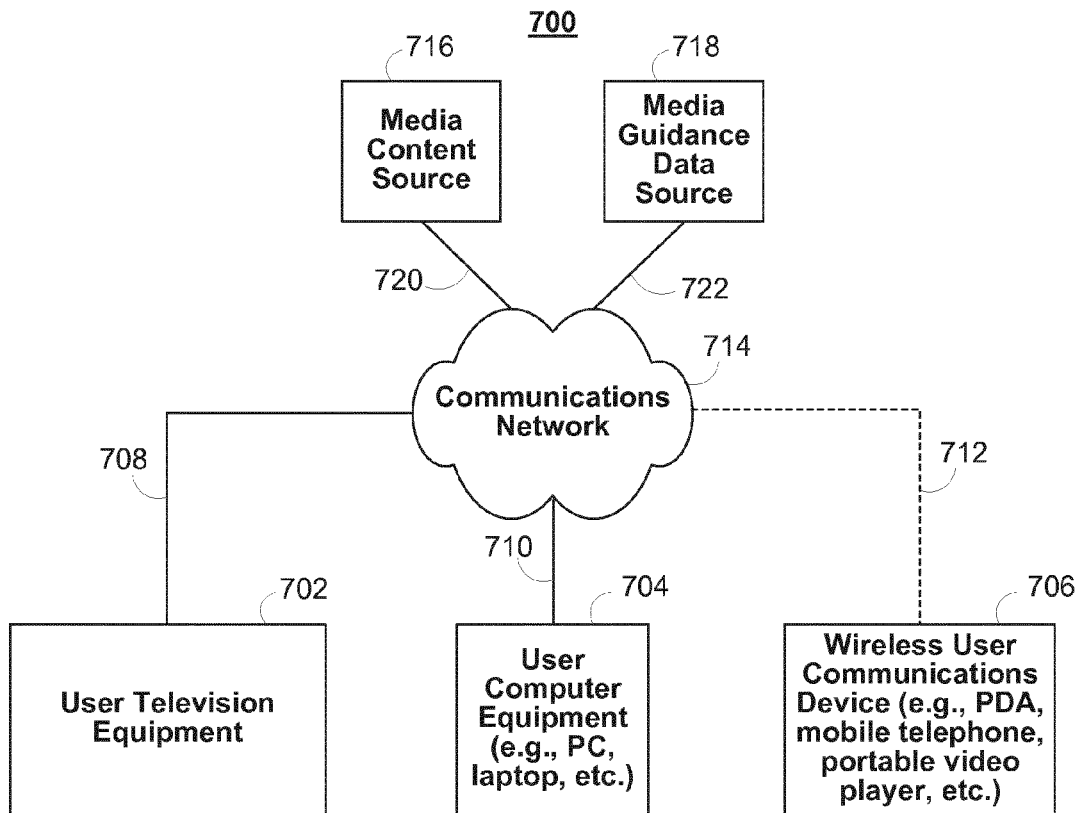 700
716
718
Media
Content
Source
Media
Guidance
Data
Source
720
722
714
Communications
Network
708
712
710
702
704
706
User Television
Equipment
User
Computer
Equipment
(e.g., PC,
laptop, etc.)
Wireless User
Communications
Device (e.g., PDA,
mobile telephone,
portable video
player, etc.)